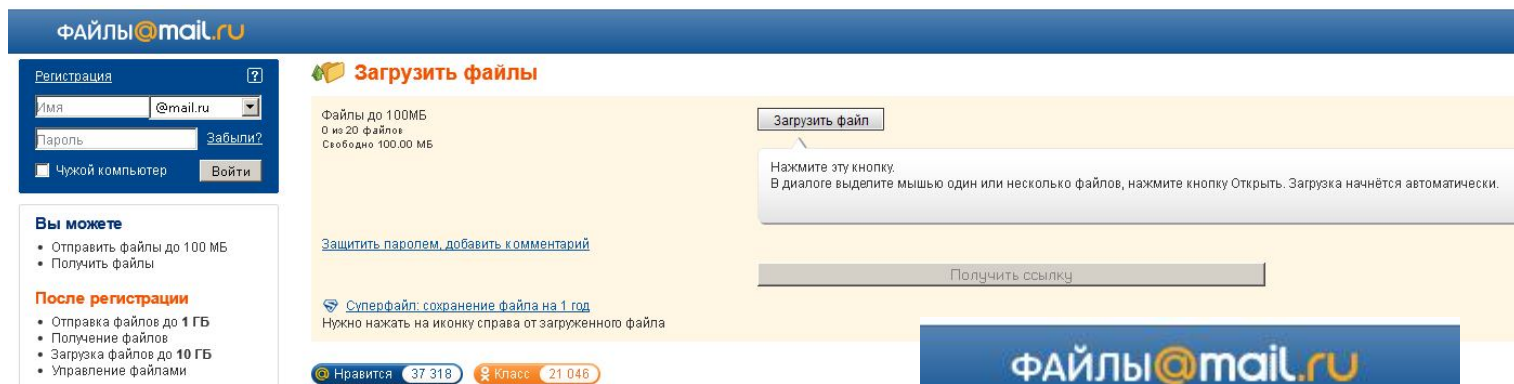 ФАЙЛЫ@mail.ru
Регистрация
?
Имя
@mail.ru
Пароль
Забыли?
Чужой компьютер
Войти
Вы можете
• Отправить файлы до 100 МБ
• Получить файлы
После регистрации
• Отправка файлов до 1 ГБ
• Получение файлов
• Загрузка файлов до 10 ГБ
• Управление файлами
Загрузить файлы
Файлы до 100МБ
0 из 20 файлов
Свободно 100.00 МБ
Загрузить файл
Нажмите эту кнопку.
В диалоге выделите мышью один или несколько файлов, нажмите кнопку Открыть. Загрузка начнётся автоматически.
Защитить паролем, добавить комментарий
Получить ссылку
Суперфайл: сохранение файла на 1 год
Нужно нажать на иконку справа от загруженного файла
@ Нравится 37 318
Класс 21 046
ФАЙЛЫ@mail.ru